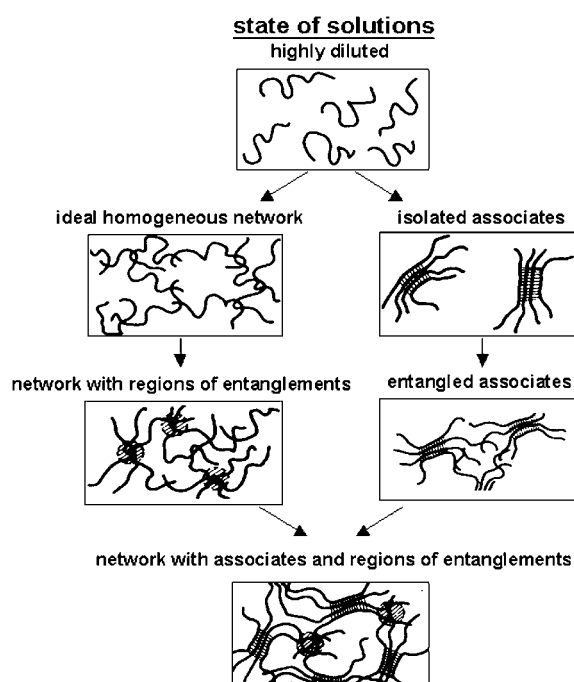 state of solutions
highly diluted
ideal homogeneous network
isolated associates
network with regions of entanglements
entangled associates
network with associates and regions of entanglements